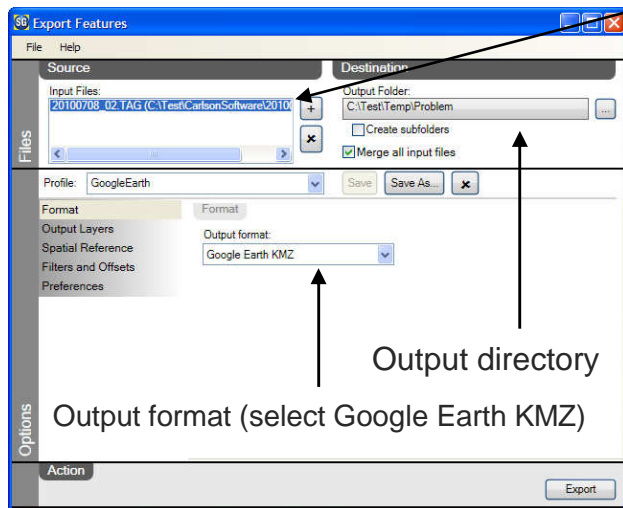 SG Export Features
File Help
Source
Destination
Input Files:
20100708_02.TAG (C:\Test\CarlsonSoftware\2010
+
x
Output Folder:
C:\Test\Temp\Problem
...
Create subfolders
Merge all input files
Files
Profile: GoogleEarth
Save
Save As...
x
Format
Output Layers
Spatial Reference
Filters and Offsets
Preferences
Format
Output format:
Google Earth KMZ
Output directory
Output format (select Google Earth KMZ)
Options
Action
Export